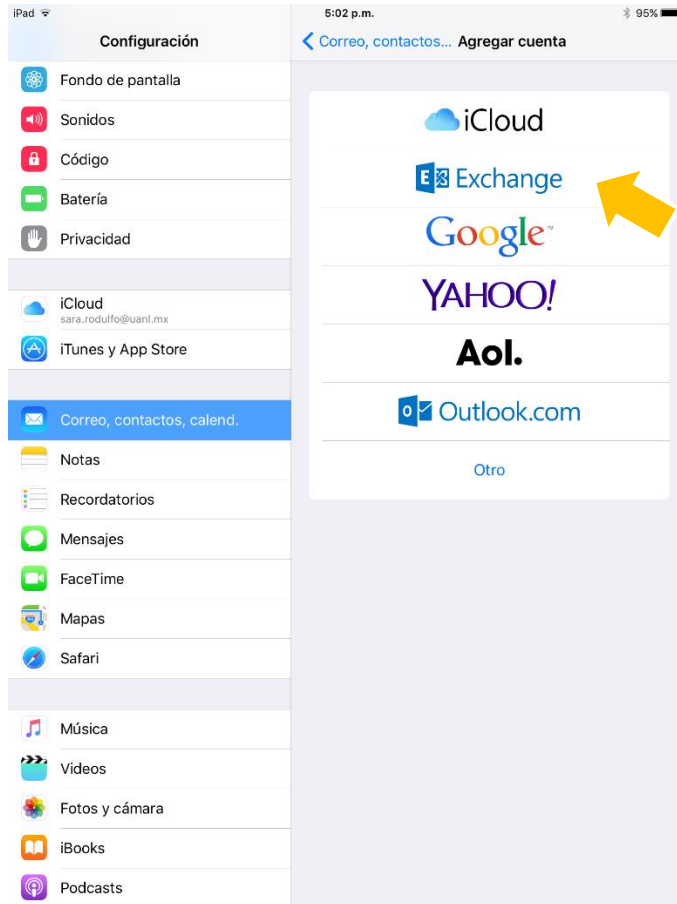 iPad
5:02 p.m.
95%
Configuración
Correo, contactos... Agregar cuenta
Fondo de pantalla
Sonidos
Código
Batería
Privacidad
iCloud
sara.rodulfo@uanl.mx
iTunes y App Store
Correo, contactos, calend.
Notas
Recordatorios
Mensajes
FaceTime
Mapas
Safari
Música
Videos
Fotos y cámara
iBooks
Podcasts
iCloud
E Exchange
Google™
YAHOO!
Aol.
o Outlook.com
Otro